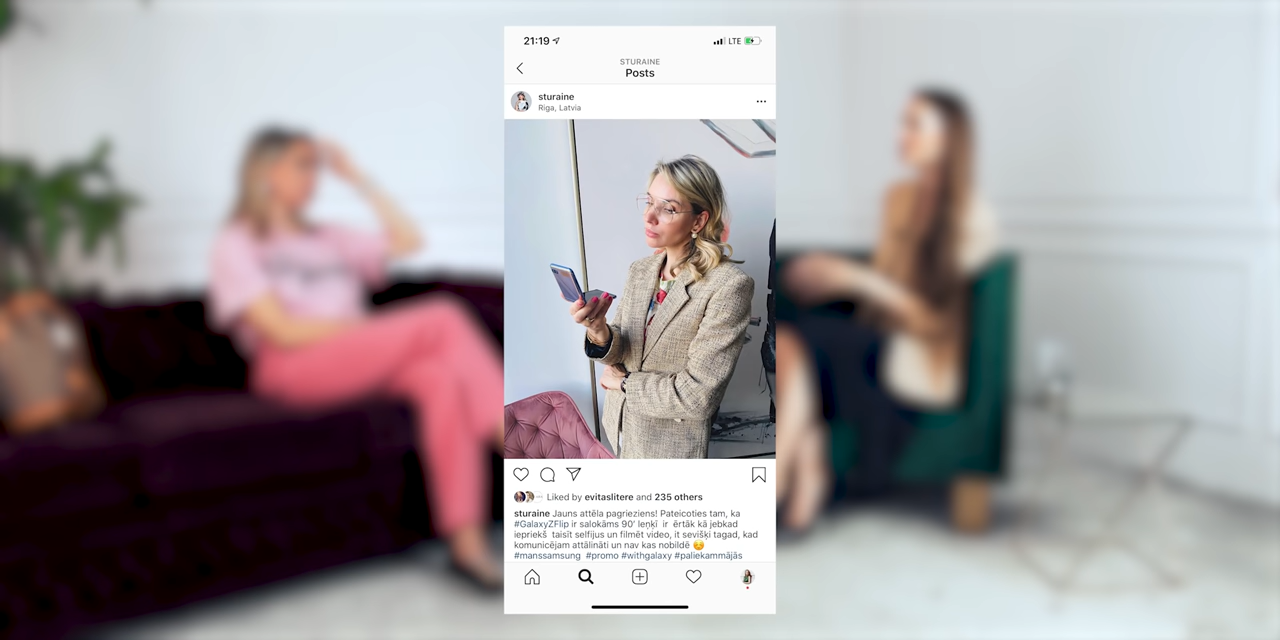 21:19
LTE
STURAINE
Posts
sturaine
Riga, Latvia
Liked by evitaslitere and 235 others
sturaine Jauns attēla pagrieziens! Pateicoties tam, ka
#GalaxyZFlip ir salokāms 90’ leņķī ir ērtāk kā jebkad
iepriekš taisīt selfijus un filmēt video, it sevišķi tagad, kad
komunicējam attālināti un nav kas nobildē 😌
#manssamsung #promo #withgalaxy #paliekammājās